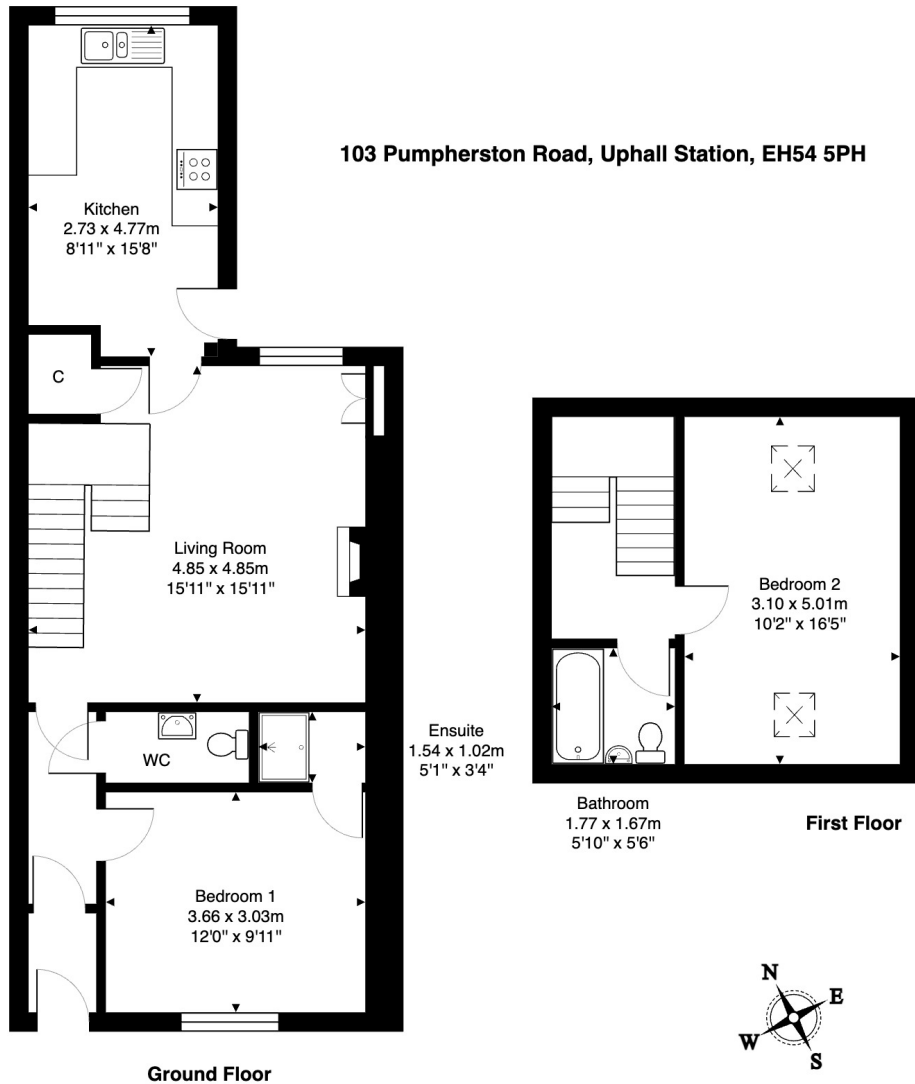 103 Pumpherston Road, Uphall Station, EH54 5PH
Kitchen
2.73 x 4.77m
8'11" x 15'8"
C
Living Room
4.85 x 4.85m
15'11" x 15'11"
WC
Ensuite
1.54 x 1.02m
5'1" x 3'4"
Bedroom 1
3.66 x 3.03m
12'0" x 9'11"
Ground Floor
Bedroom 2
3.10 x 5.01m
10'2" x 16'5"
Bathroom
1.77 x 1.67m
5'10" x 5'6"
First Floor
N
E
W
S